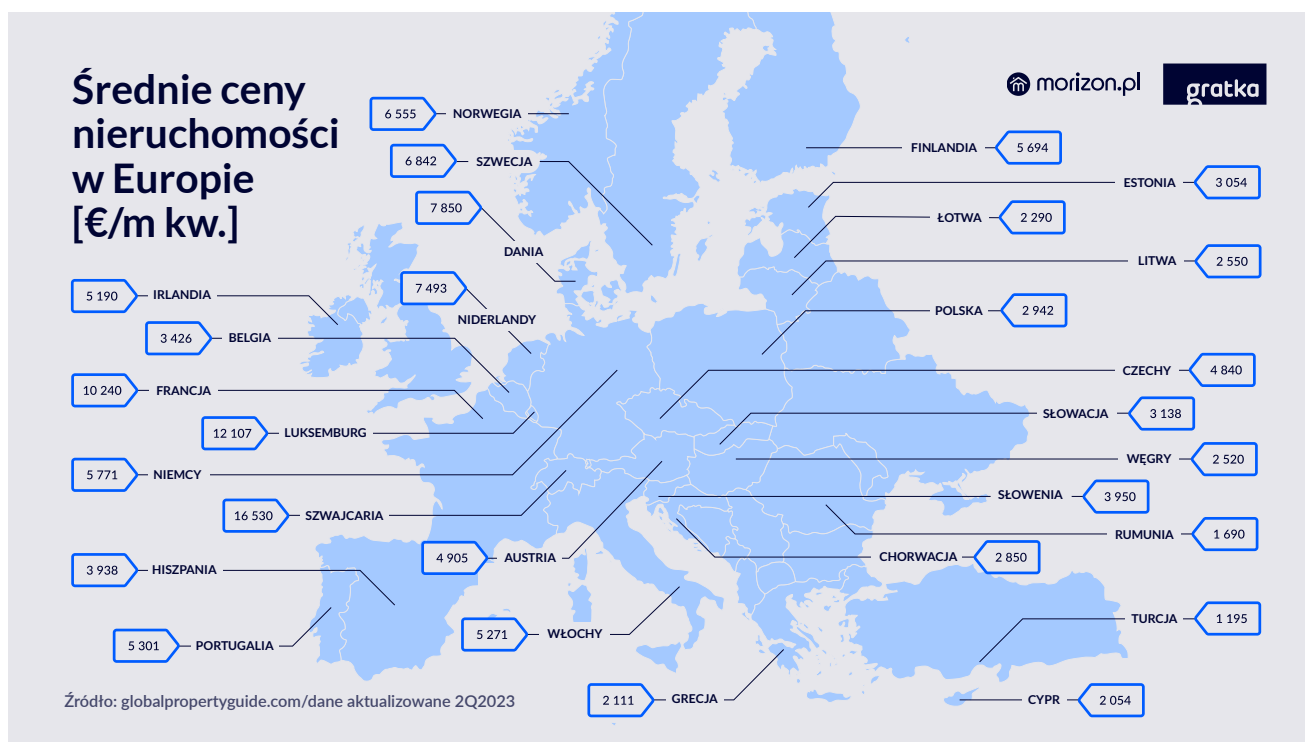 Średnie ceny
nieruchomości
w Europie
[€/m kw.]
morizon.pl
gratka
6 555 NORWEGIA
6 842 SZWECJA
7 850
DANIA
7 493
NIDERLANDY
5 190 IRLANDIA
3 426 BELGIA
10 240 FRANCJA
12 107 LUKSEMBURG
5 771 NIEMCY
16 530 SZWAJCARIA
4 905 AUSTRIA
3 938 HISZPANIA
5 271 WŁOCHY
5 301 PORTUGALIA
2 111 GRECJA
FINLANDIA 5 694
ESTONIA 3 054
ŁOTWA 2 290
LITWA 2 550
POLSKA 2 942
CZECHY 4 840
SŁOWACJA 3 138
WĘGRY 2 520
SŁOWENIA 3 950
RUMUNIA 1 690
CHORWACJA 2 850
TURCJA 1 195
CYPR 2 054
Źródło: globalpropertyguide.com/dane aktualizowane 2Q2023